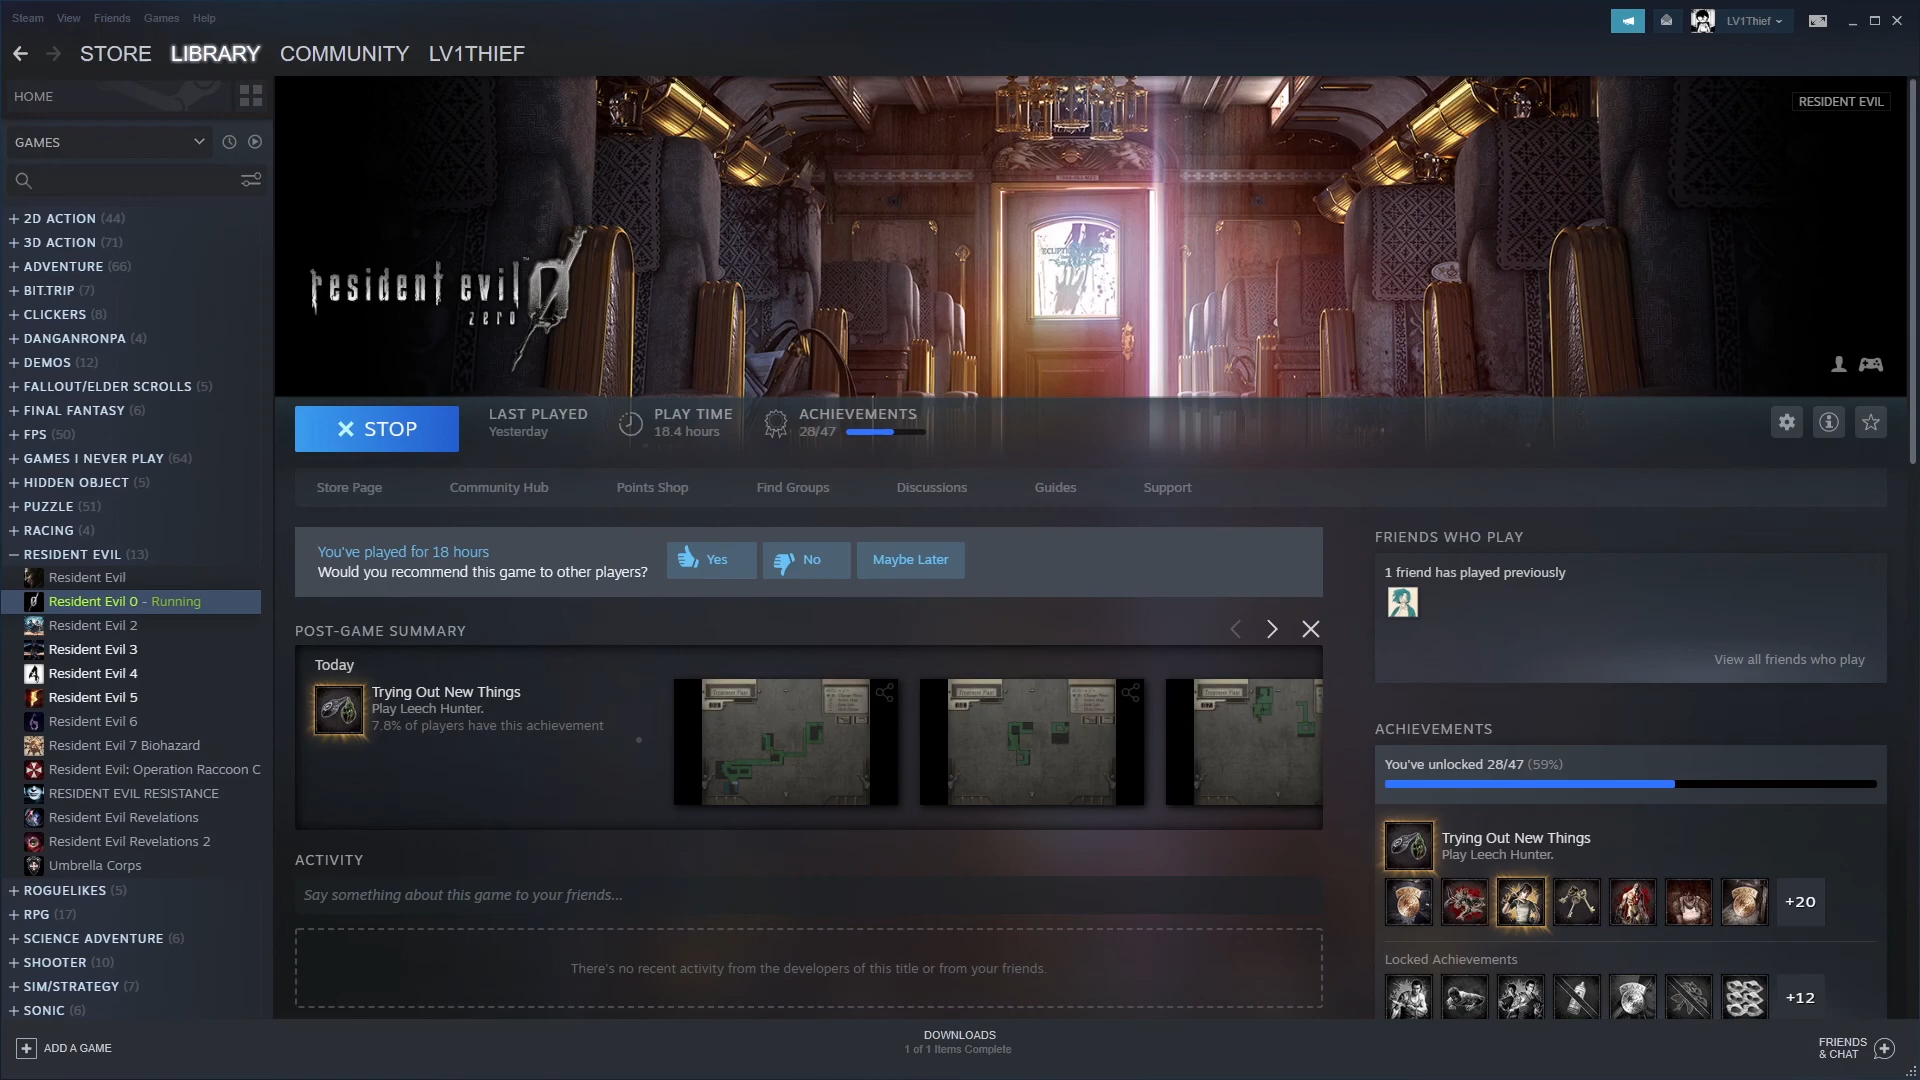 Steam View Friends Games Help
LV1Thief
STORE LIBRARY COMMUNITY LV1THIEF
HOME
GAMES
2D ACTION (44)
3D ACTION (71)
ADVENTURE (66)
BIT.TRIP (7)
CLICKERS (8)
DANGANRONPA (4)
DEMOS (12)
FALLOUT/ELDER SCROLLS (5)
FINAL FANTASY (6)
FPS (50)
GAMES I NEVER PLAY (64)
HIDDEN OBJECT (5)
PUZZLE (51)
RACING (4)
RESIDENT EVIL (13)
Resident Evil
Resident Evil 0 - Running
Resident Evil 2
Resident Evil 3
Resident Evil 4
Resident Evil 5
Resident Evil 6
Resident Evil 7 Biohazard
Resident Evil: Operation Raccoon C
RESIDENT EVIL RESISTANCE
Resident Evil Revelations
Resident Evil Revelations 2
Umbrella Corps
ROGUELIKES (5)
RPG (17)
SCIENCE ADVENTURE (6)
SHOOTER (10)
SIM/STRATEGY (7)
SONIC (6)
RESIDENT EVIL
resident evil 0
zero
STOP
LAST PLAYED
Yesterday
PLAY TIME
18.4 hours
ACHIEVEMENTS
28/47
Store Page Community Hub Points Shop Find Groups Discussions Guides Support
You've played for 18 hours
Would you recommend this game to other players?
Yes No Maybe Later
POST-GAME SUMMARY
Today
Trying Out New Things
Play Leech Hunter.
7.8% of players have this achievement
ACTIVITY
Say something about this game to your friends...
There's no recent activity from the developers of this title or from your friends.
FRIENDS WHO PLAY
1 friend has played previously
View all friends who play
ACHIEVEMENTS
You've unlocked 28/47 (59%)
Trying Out New Things
Play Leech Hunter.
+20
Locked Achievements
+12
ADD A GAME
DOWNLOADS
1 of 1 Items Complete
FRIENDS
& CHAT